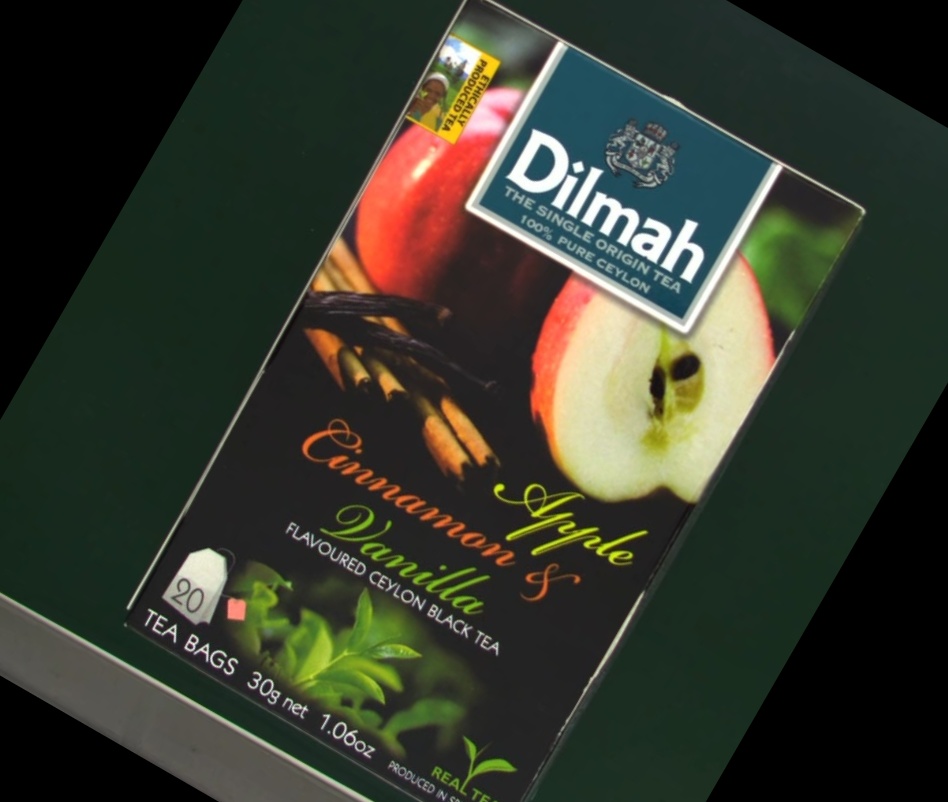 ETHICALLY
PRODUCED TEA
Dilmah
THE SINGLE ORIGIN TEA
100% PURE CEYLON
Apple
Cinnamon &
Vanilla
FLAVOURED CEYLON BLACK TEA
20
TEA BAGS 30g net 1.06oz
REAL TEA
PRODUCED IN